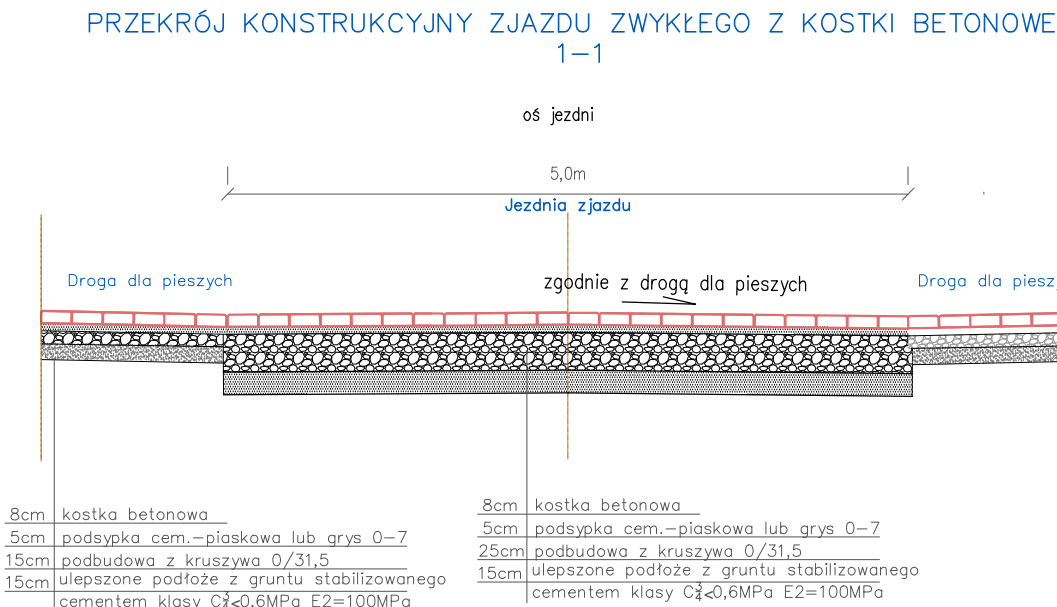 PRZEKRÓJ KONSTRUKCYJNY ZJAZDU ZWYKŁEGO Z KOSTKI BETONOWE
1-1
oś jezdni
5,0m
Jezdnia zjazdu
Droga dla pieszych
zgodnie z drogą dla pieszych
Droga dla piesz
8cm kostka betonowa
5cm podsypka cem.-piaskowa lub grys 0-7
15cm podbudowa z kruszywa 0/31,5
15cm ulepszone podłoże z gruntu stabilizowanego
cementem klasy C3/4<0,6MPa E2=100MPa
8cm kostka betonowa
5cm podsypka cem.-piaskowa lub grys 0-7
25cm podbudowa z kruszywa 0/31,5
15cm ulepszone podłoże z gruntu stabilizowanego
cementem klasy C3/4<0,6MPa E2=100MPa